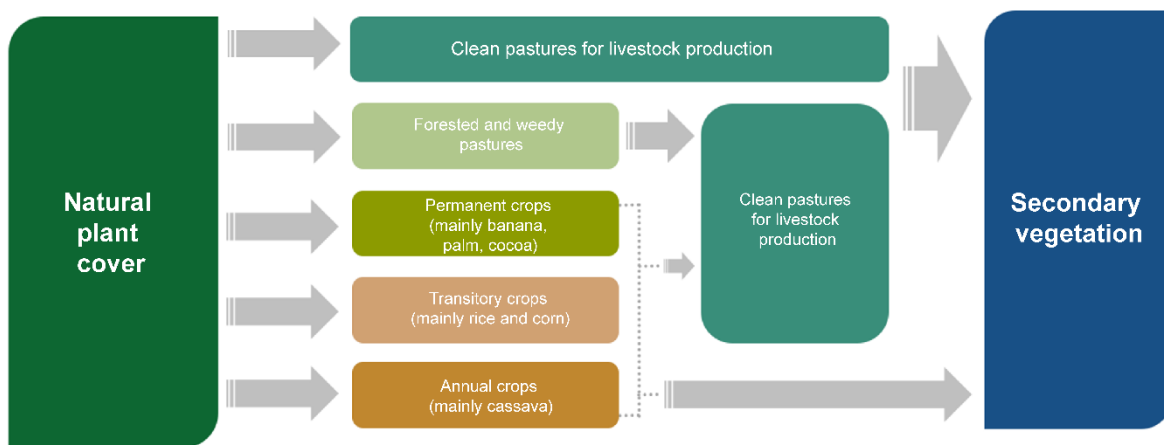 Natural
plant
cover
Clean pastures for livestock production
Forested and weedy
pastures
Permanent crops
(mainly banana,
palm, cocoa)
Transitory crops
(mainly rice and corn)
Annual crops
(mainly cassava)
Clean pastures
for livestock
production
Secondary
vegetation